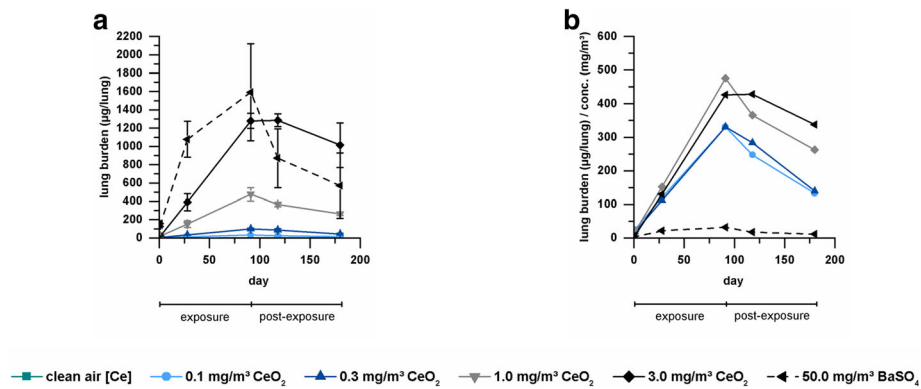 a
lung burden (µg/lung)
2200
2000
1800
1600
1400
1200
1000
800
600
400
200
0
0 50 100 150 200
day
exposure post-exposure
b
lung burden (µg/lung) / conc. (mg/m³)
600
500
400
300
200
100
0
0 50 100 150 200
day
exposure post-exposure
clean air [Ce] 0.1 mg/m³ CeO₂ 0.3 mg/m³ CeO₂ 1.0 mg/m³ CeO₂ 3.0 mg/m³ CeO₂ 50.0 mg/m³ BaSO₄